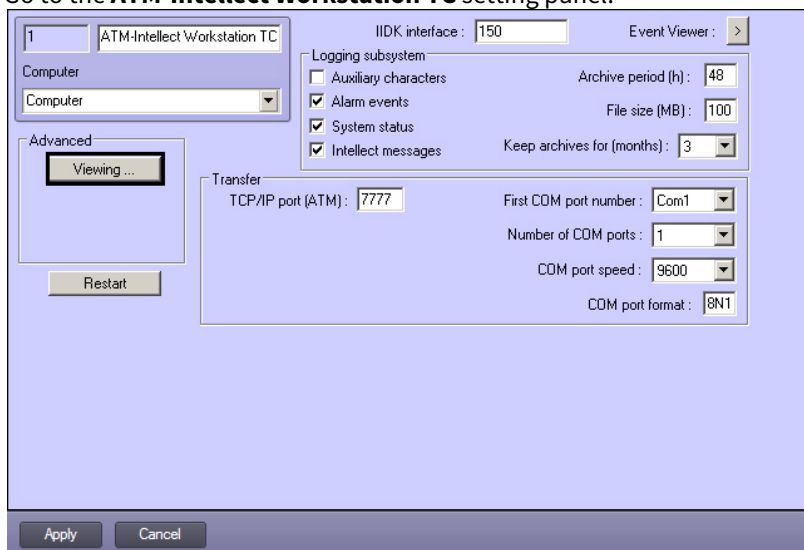 Go to the ATM-Intellect Workstation TC setting panel.
1 ATM-Intellect Workstation TC
IIDK interface : 150
Event Viewer : >
Computer
Computer
Logging subsystem
Auxiliary characters
Alarm events
System status
Intellect messages
Archive period (h) : 48
File size (MB) : 100
Keep archives for (months) : 3
Advanced
Viewing ...
Restart
Transfer
TCP/IP port (ATM) : 7777
First COM port number : Com1
Number of COM ports : 1
COM port speed : 9600
COM port format : 8N1
Apply Cancel